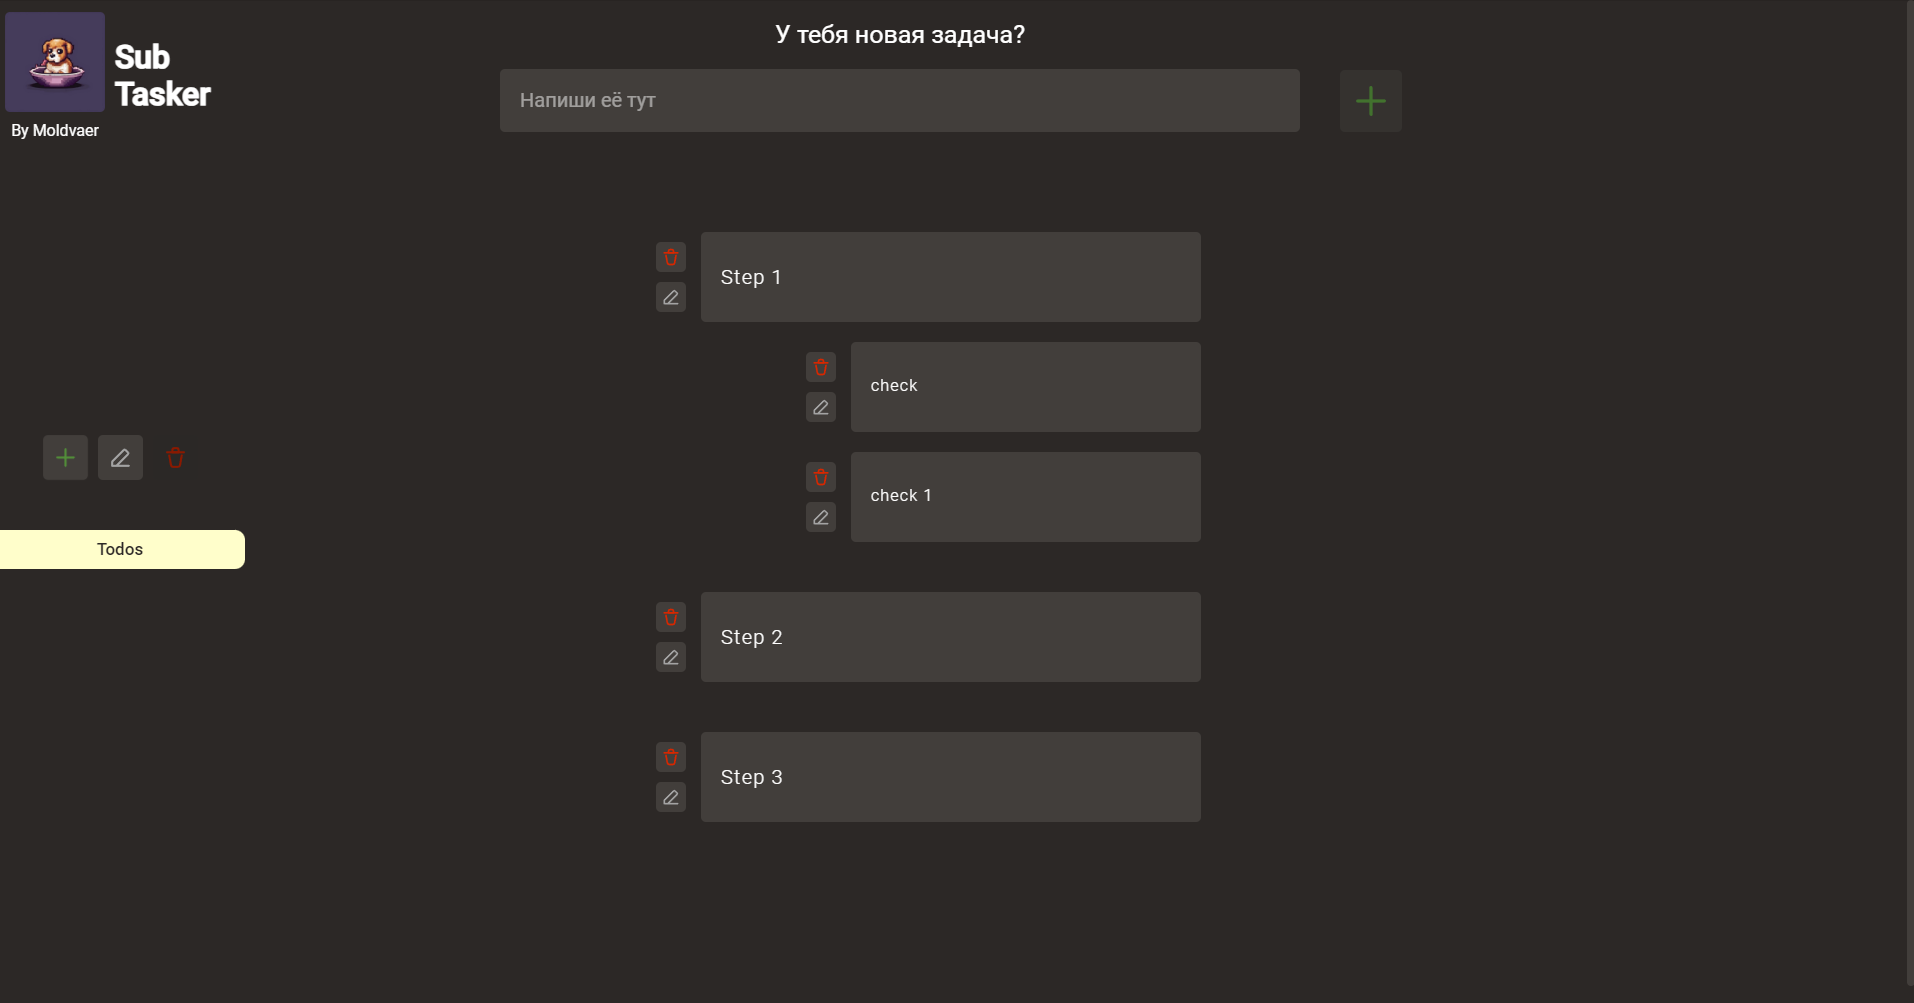 Sub
Tasker
By Moldvaer
У тебя новая задача?
Напиши её тут
Todos
Step 1
check
check 1
Step 2
Step 3